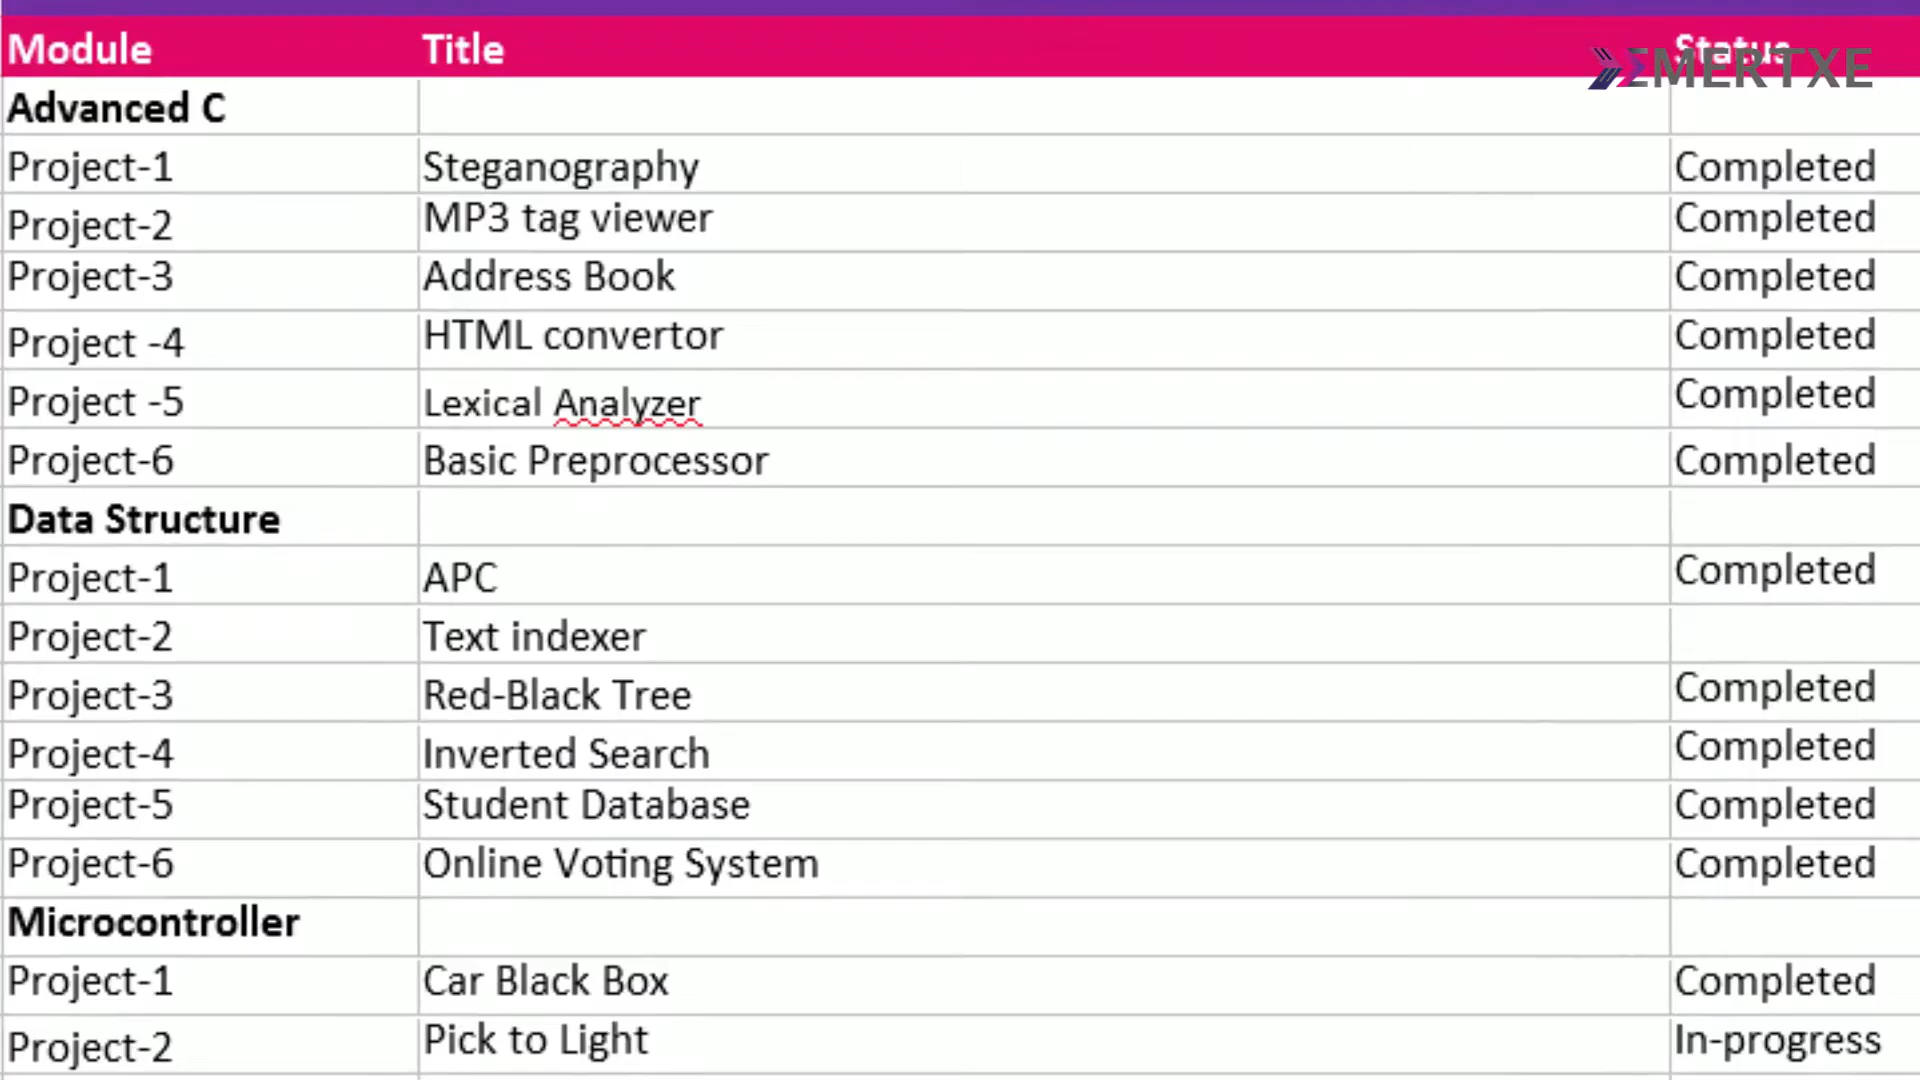 Module Title Status
EMERTXE
Advanced C
Project-1 Steganography Completed
Project-2 MP3 tag viewer Completed
Project-3 Address Book Completed
Project -4 HTML convertor Completed
Project -5 Lexical Analyzer Completed
Project-6 Basic Preprocessor Completed
Data Structure
Project-1 APC Completed
Project-2 Text indexer
Project-3 Red-Black Tree Completed
Project-4 Inverted Search Completed
Project-5 Student Database Completed
Project-6 Online Voting System Completed
Microcontroller
Project-1 Car Black Box Completed
Project-2 Pick to Light In-progress